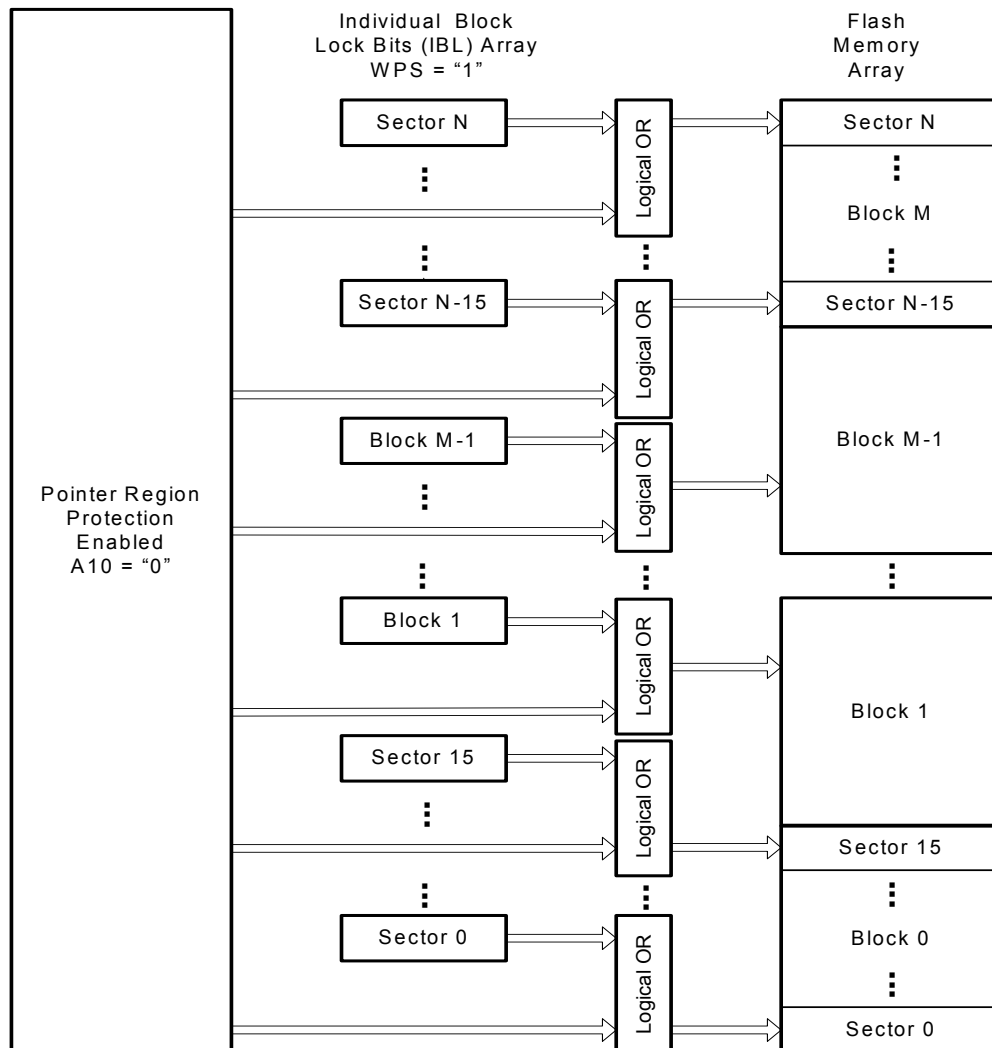 Individual Block
Lock Bits (IBL) Array
WPS = “1”
Flash
Memory
Array
Sector N
Logical OR
Sector N
Block M
Sector N-15
Logical OR
Sector N-15
Block M-1
Logical OR
Block M-1
Pointer Region
Protection
Enabled
A10 = “0”
Block 1
Logical OR
Block 1
Sector 15
Logical OR
Sector 15
Sector 0
Logical OR
Block 0
Sector 0